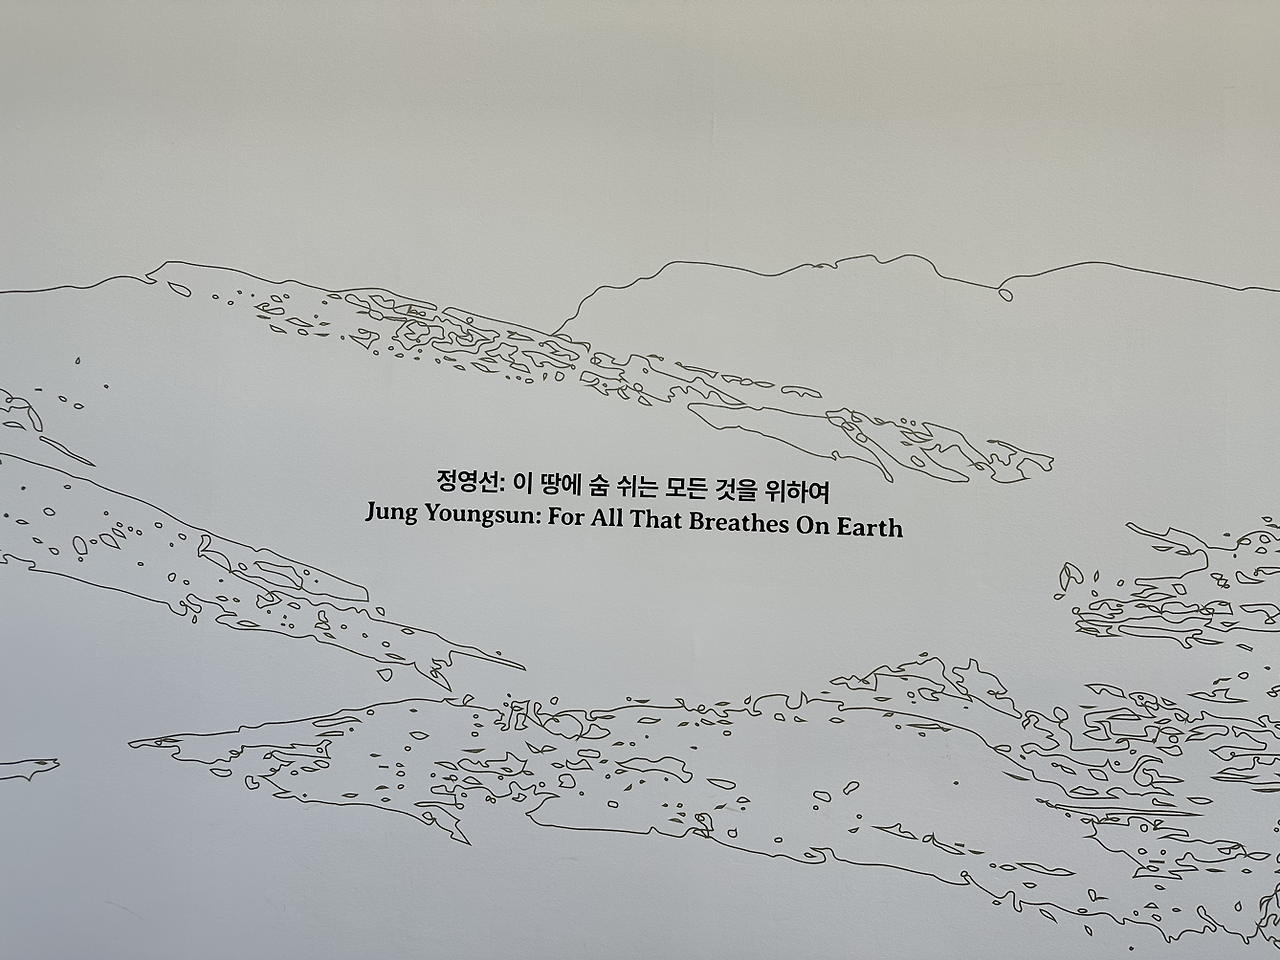 정영선: 이 땅에 숨 쉬는 모든 것을 위하여
Jung Youngsun: For All That Breathes On Earth